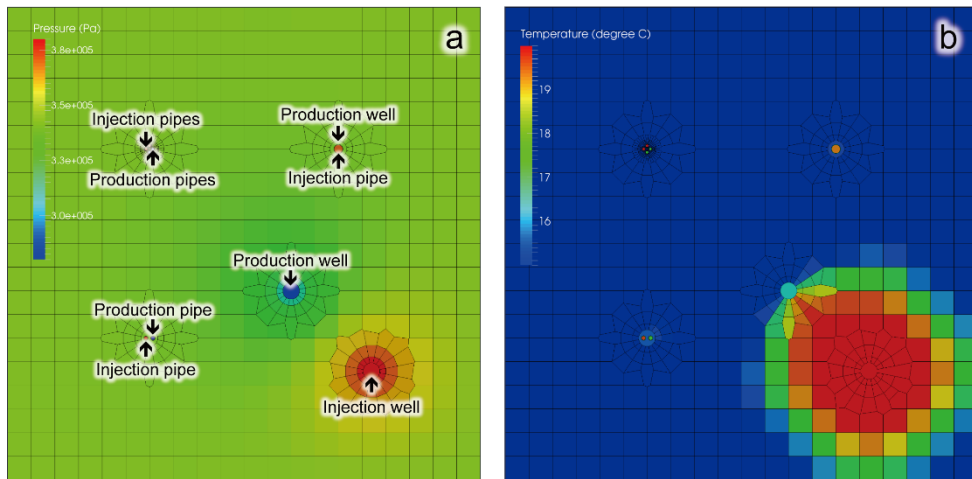 Pressure (Pa)
a
3.8e+005
3.5e+005
3.3e+005
3.0e+005
Injection pipes
Production pipes
Production well
Injection pipe
Production well
Production pipe
Injection pipe
Injection well
Temperature (degree C)
b
19
18
17
16